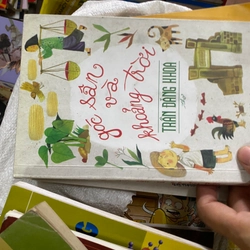 góc sân
và
khoảng trời
TRẦN ĐĂNG KHOA